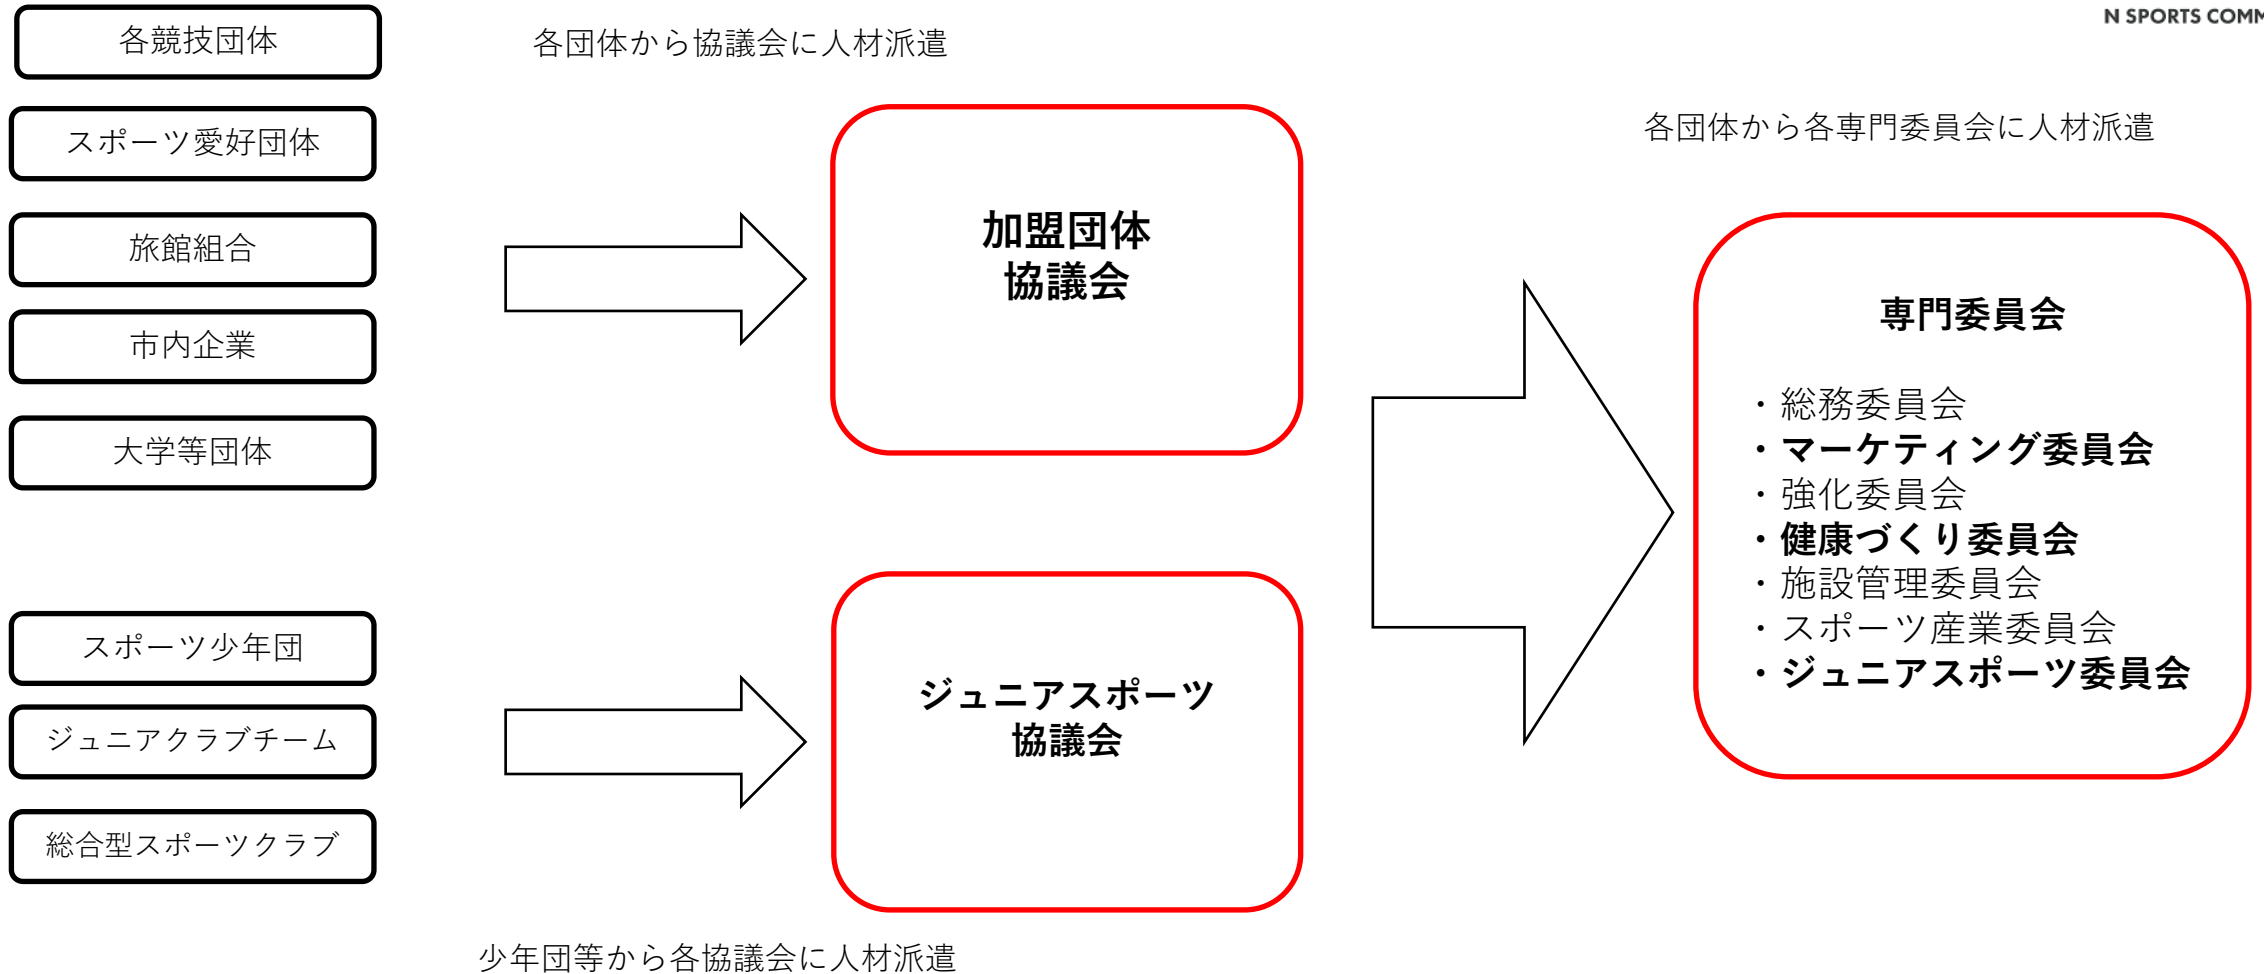 N SPORTS COMM
各競技団体
各団体から協議会に人材派遣
スポーツ愛好団体
旅館組合
市内企業
大学等団体
加盟団体
協議会
各団体から各専門委員会に人材派遣
専門委員会
・総務委員会
・マーケティング委員会
・強化委員会
・健康づくり委員会
・施設管理委員会
・スポーツ産業委員会
・ジュニアスポーツ委員会
スポーツ少年団
ジュニアクラブチーム
総合型スポーツクラブ
ジュニアスポーツ
協議会
少年団等から各協議会に人材派遣